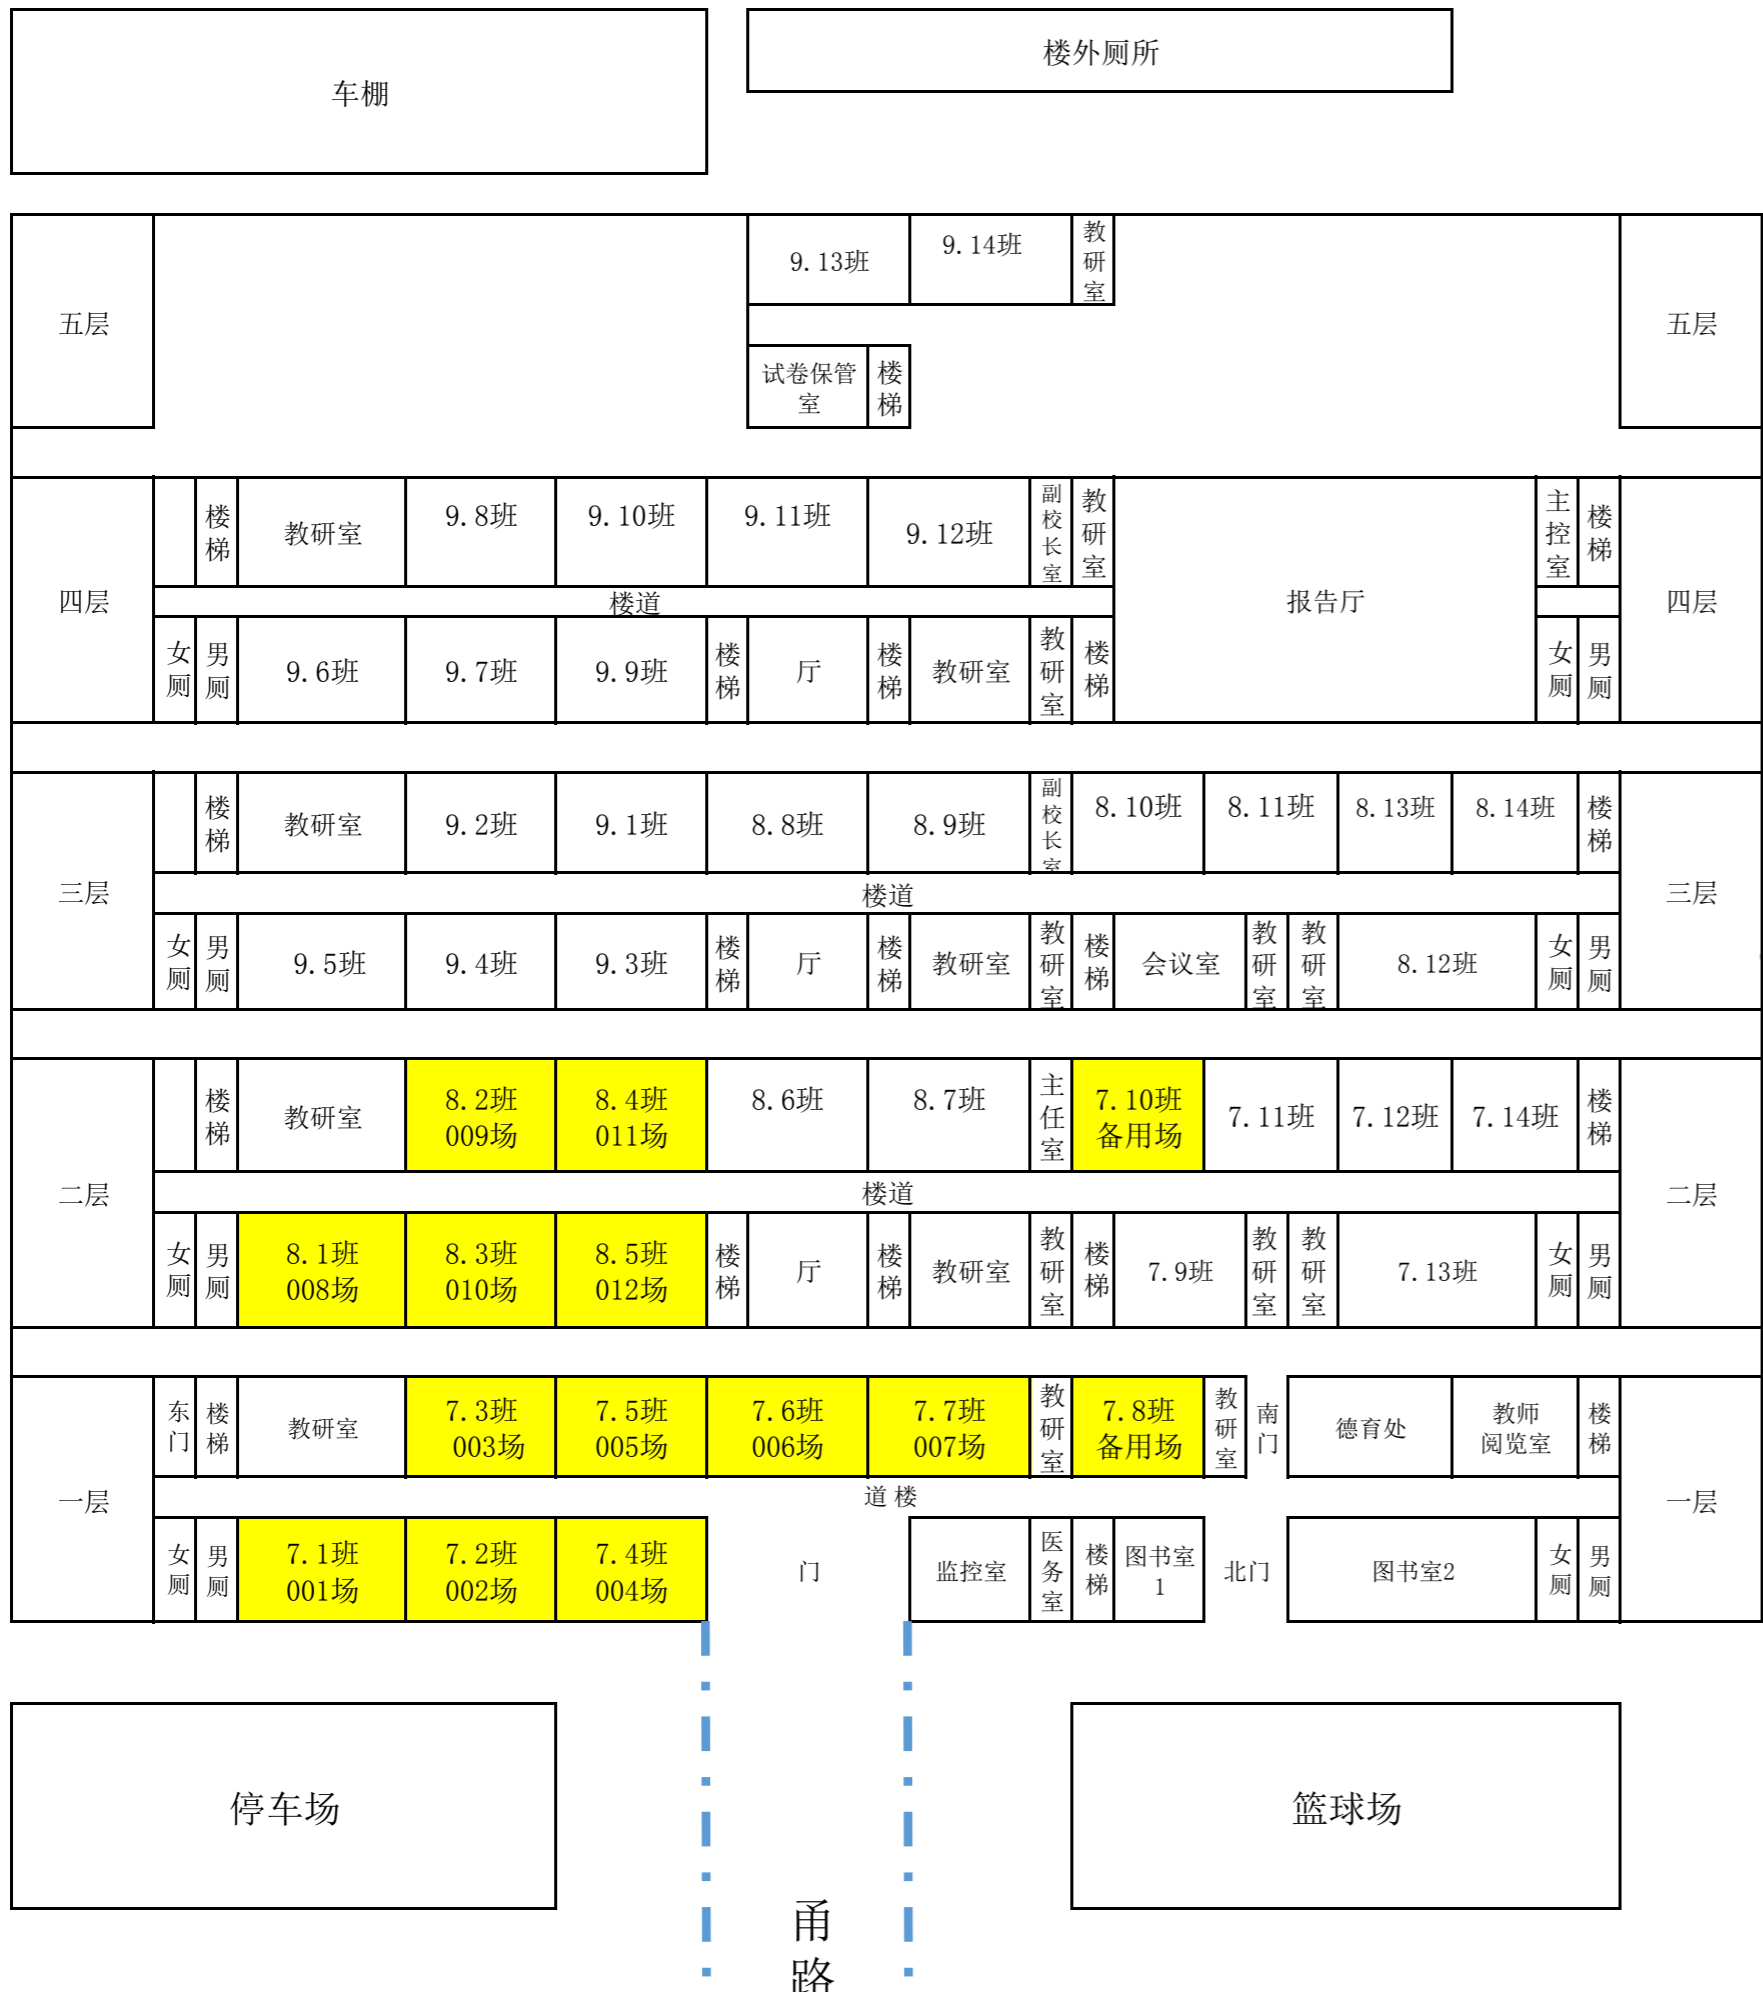 车棚
楼外厕所
五层
9.13班
9.14班
教研室
五层
试卷保管
室
楼梯
四层
楼梯
教研室
9.8班
9.10班
9.11班
9.12班
副校长室
教研室
报告厅
主控室
楼梯
四层
楼道
女厕
男厕
9.6班
9.7班
9.9班
楼梯
厅
楼梯
教研室
教研室
楼梯
女厕
男厕
三层
楼梯
教研室
9.2班
9.1班
8.8班
8.9班
副校长室
8.10班
8.11班
8.13班
8.14班
楼梯
三层
楼道
女厕
男厕
9.5班
9.4班
9.3班
楼梯
厅
楼梯
教研室
教研室
楼梯
会议室
教研室
教研室
8.12班
女厕
男厕
二层
楼梯
教研室
8.2班
009场
8.4班
011场
8.6班
8.7班
主任室
7.10班
备用场
7.11班
7.12班
7.14班
楼梯
二层
楼道
女厕
男厕
8.1班
008场
8.3班
010场
8.5班
012场
楼梯
厅
楼梯
教研室
教研室
楼梯
7.9班
教研室
教研室
7.13班
女厕
男厕
一层
东门
楼梯
教研室
7.3班
003场
7.5班
005场
7.6班
006场
7.7班
007场
教研室
7.8班
备用场
教研室
南门
德育处
教师
阅览室
楼梯
一层
道 楼
女厕
男厕
7.1班
001场
7.2班
002场
7.4班
004场
门
监控室
医务室
楼梯
图书室
1
北门
图书室2
女厕
男厕
停车场
篮球场
甬路